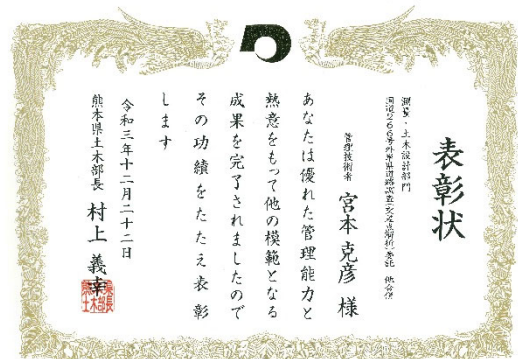 表彰状
測量・土木設計部門
管理技術者 宮本 克彦 様
あなたは優れた管理能力と
熱意をもって他の模範となる
成果を完了されましたので
その功績をたたえ表彰
します
令和三年十二月二十二日
熊本県土木部長 村上 義幸